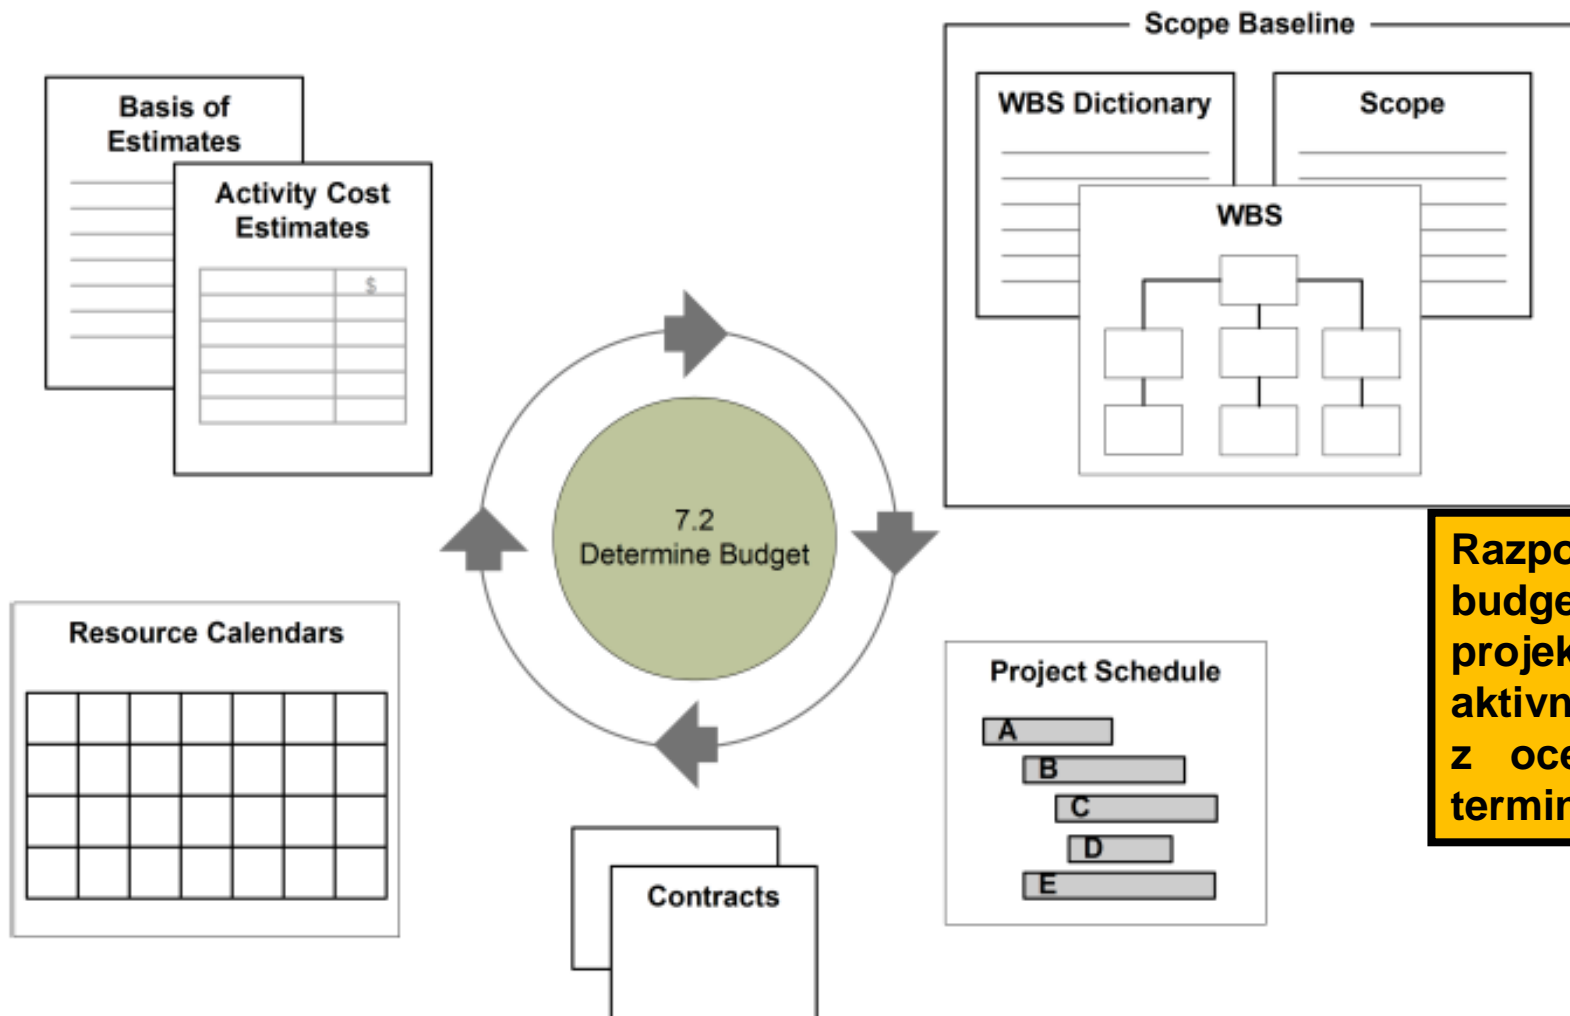 Scope Baseline
Basis of
Estimates
Activity Cost
Estimates
$
WBS Dictionary
Scope
WBS
7.2
Determine Budget
Resource Calendars
Project Schedule
A
B
C
D
E
Contracts
z